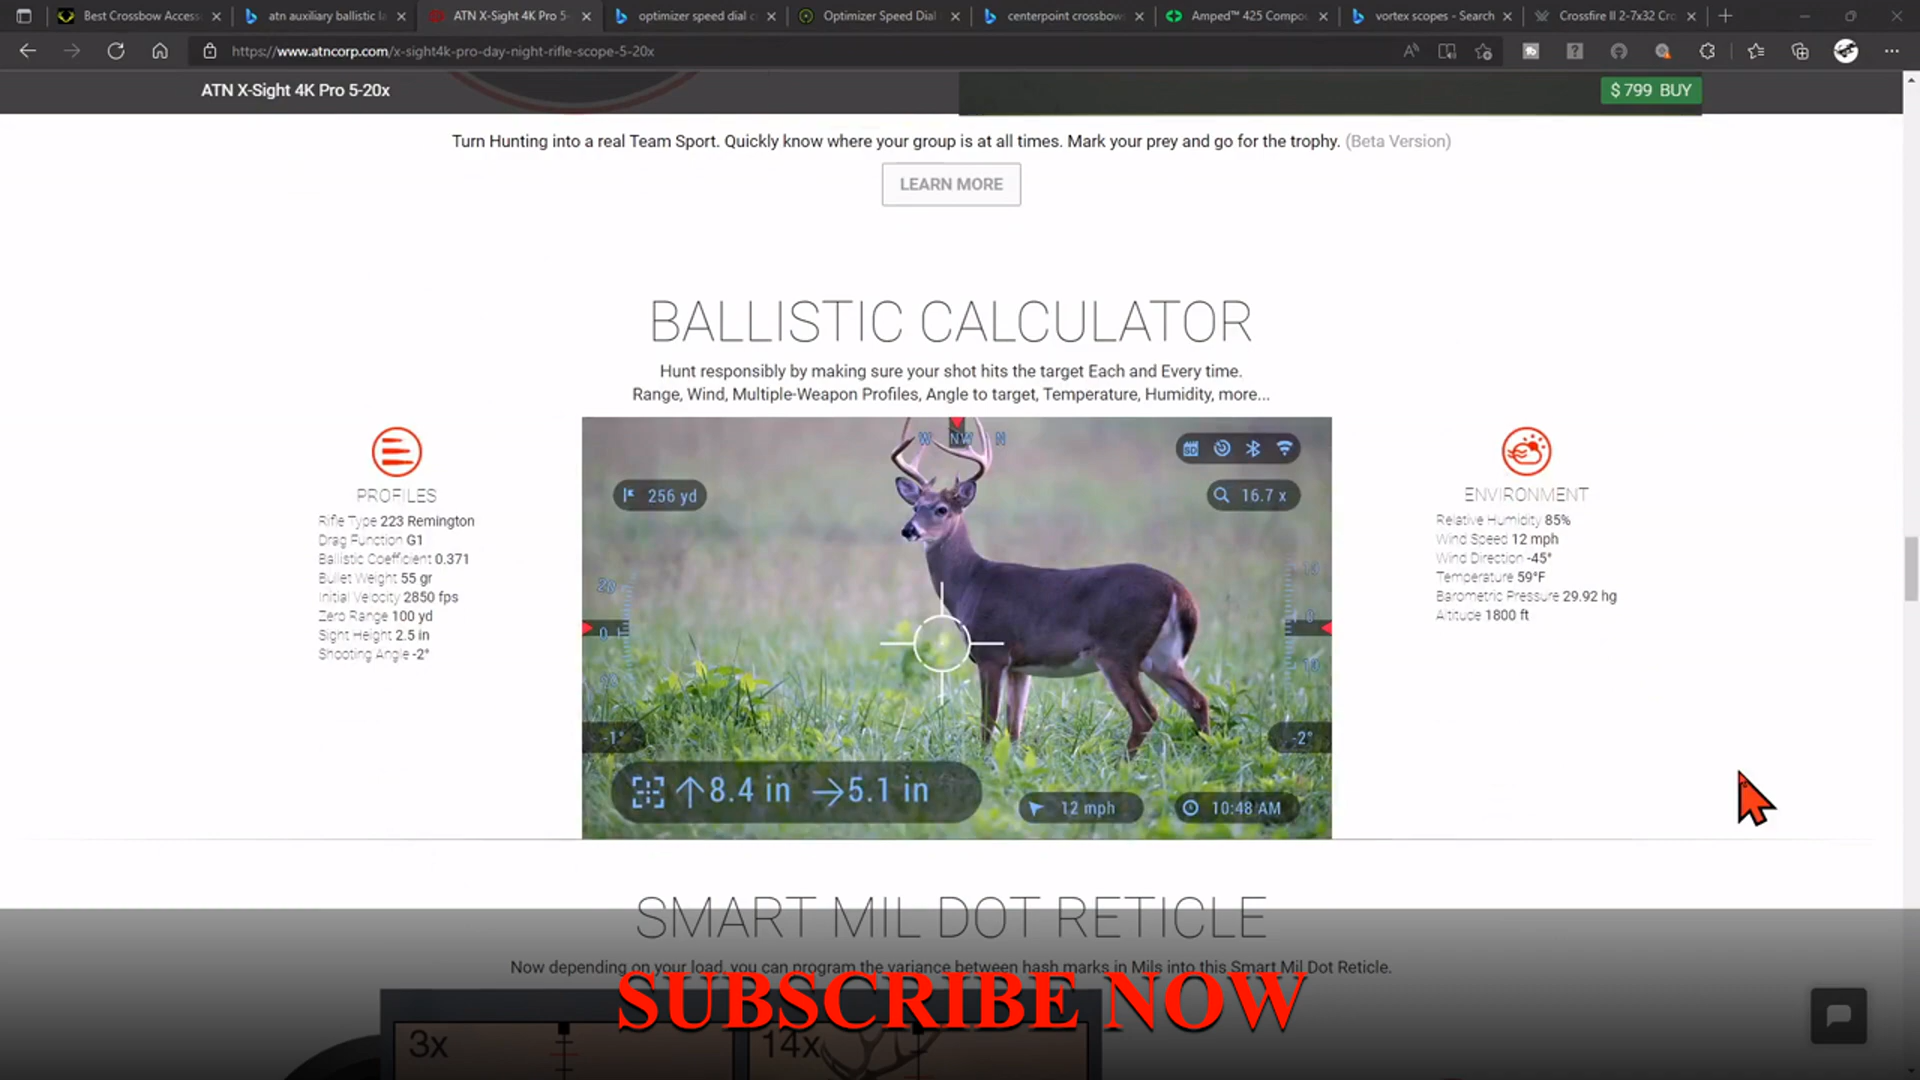 Best Crossbow Access
atn auxiliary ballistic la
ATN X-Sight 4K Pro 5-
optimizer speed dial c
Optimizer Speed Dial
centerpoint crossbow
Amped™ 425 Compo
vortex scopes - Search
Crossfire II 2-7x32 Cro
https://www.atncorp.com/x-sight4k-pro-day-night-rifle-scope-5-20x
ATN X-Sight 4K Pro 5-20x
$ 799 BUY
Turn Hunting into a real Team Sport. Quickly know where your group is at all times. Mark your prey and go for the trophy. (Beta Version)
LEARN MORE
BALLISTIC CALCULATOR
Hunt responsibly by making sure your shot hits the target Each and Every time.
Range, Wind, Multiple-Weapon Profiles, Angle to target, Temperature, Humidity, more...
PROFILES
Rifle Type 223 Remington
Drag Function G1
Ballistic Coefficient 0.371
Bullet Weight 55 gr
Initial Velocity 2850 fps
Zero Range 100 yd
Sight Height 2.5 in
Shooting Angle -2°
W NW N
256 yd
16.7 x
20
0
-1°
-2°
10
↑8.4 in →5.1 in
12 mph
10:48 AM
ENVIRONMENT
Relative Humidity 85%
Wind Speed 12 mph
Wind Direction -45°
Temperature 59°F
Barometric Pressure 29.92 hg
Altitude 1800 ft
SMART MIL DOT RETICLE
Now depending on your load, you can program the variance between hash marks in Mils into this Smart Mil Dot Reticle.
SUBSCRIBE NOW
3x
14x